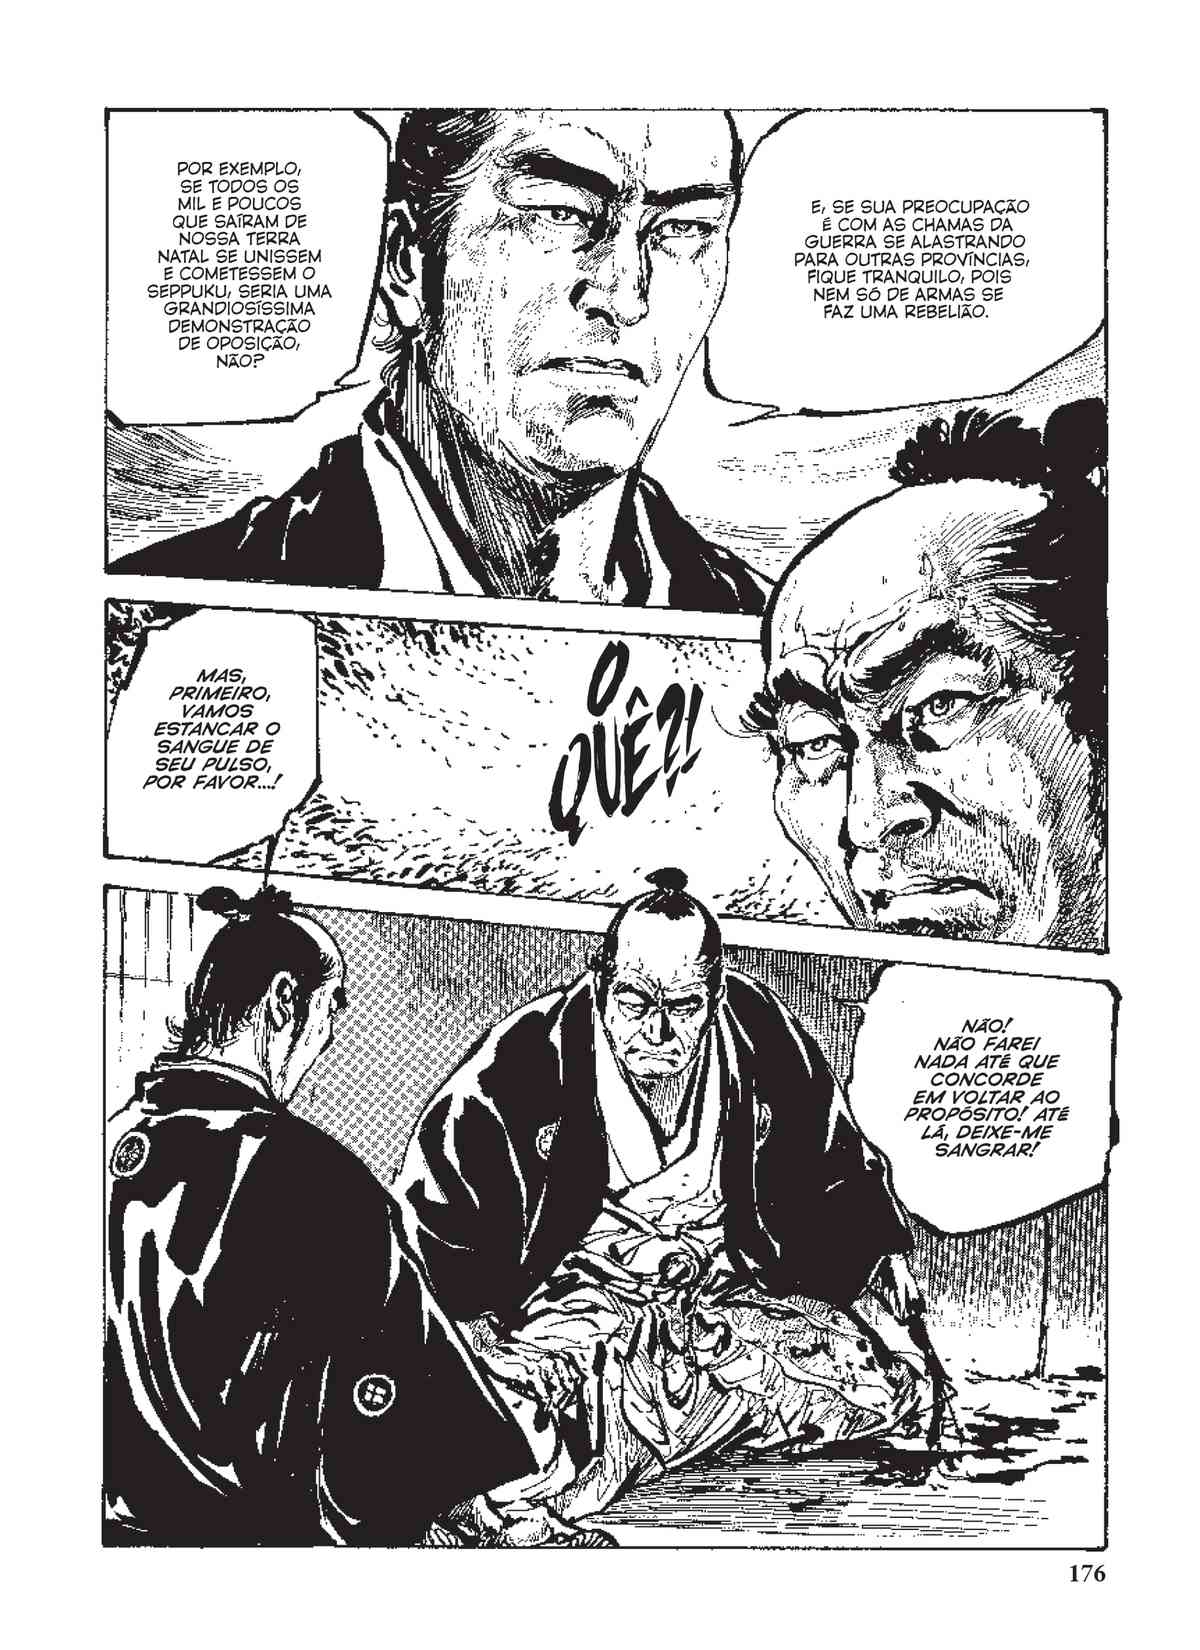 E, SE SUA PREOCUPAÇÃO
É COM AS CHAMAS DA
GUERRA SE ALASTRANDO
PARA OUTRAS PROVÍNCIAS,
FIQUE TRANQUILO, POIS
NEM SÓ DE ARMAS SE
FAZ UMA REBELIÃO.
POR EXEMPLO,
SE TODOS OS
MIL E POUCOS
QUE SAÍRAM DE
NOSSA TERRA
NATAL SE UNISSEM
E COMETESSEM O
SEPPUKU, SERIA UMA
GRANDIOSÍSSIMA
DEMONSTRAÇÃO
DE OPOSIÇÃO,
NÃO?
O
QUÊ?!
MAS,
PRIMEIRO,
VAMOS
ESTANCAR O
SANGUE DE
SEU PULSO,
POR FAVOR...!
NÃO!
NÃO FAREI
NADA ATÉ QUE
CONCORDE
EM VOLTAR AO
PROPÓSITO! ATÉ
LÁ, DEIXE-ME
SANGRAR!
176